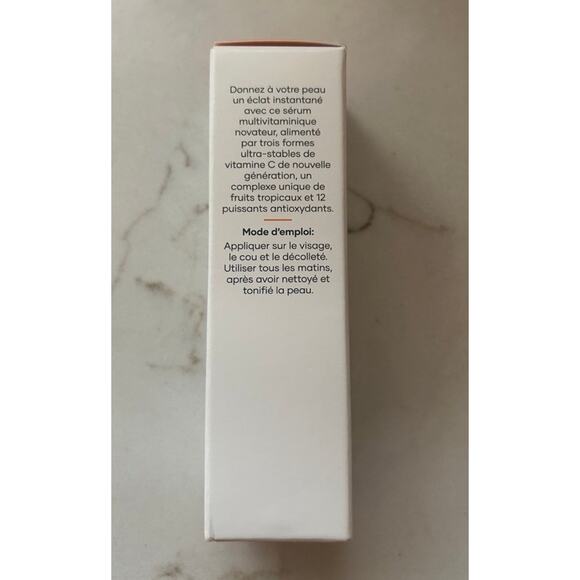 Donnez à votre peau
un éclat instantané
avec ce sérum
multivitaminique
novateur, alimenté
par trois formes
ultra-stables de
vitamine C de nouvelle
génération, un
complexe unique de
fruits tropicaux et 12
puissants antioxydants.
Mode d'emploi:
Appliquer sur le visage,
le cou et le décolleté.
Utiliser tous les matins,
après avoir nettoyé et
tonifié la peau.